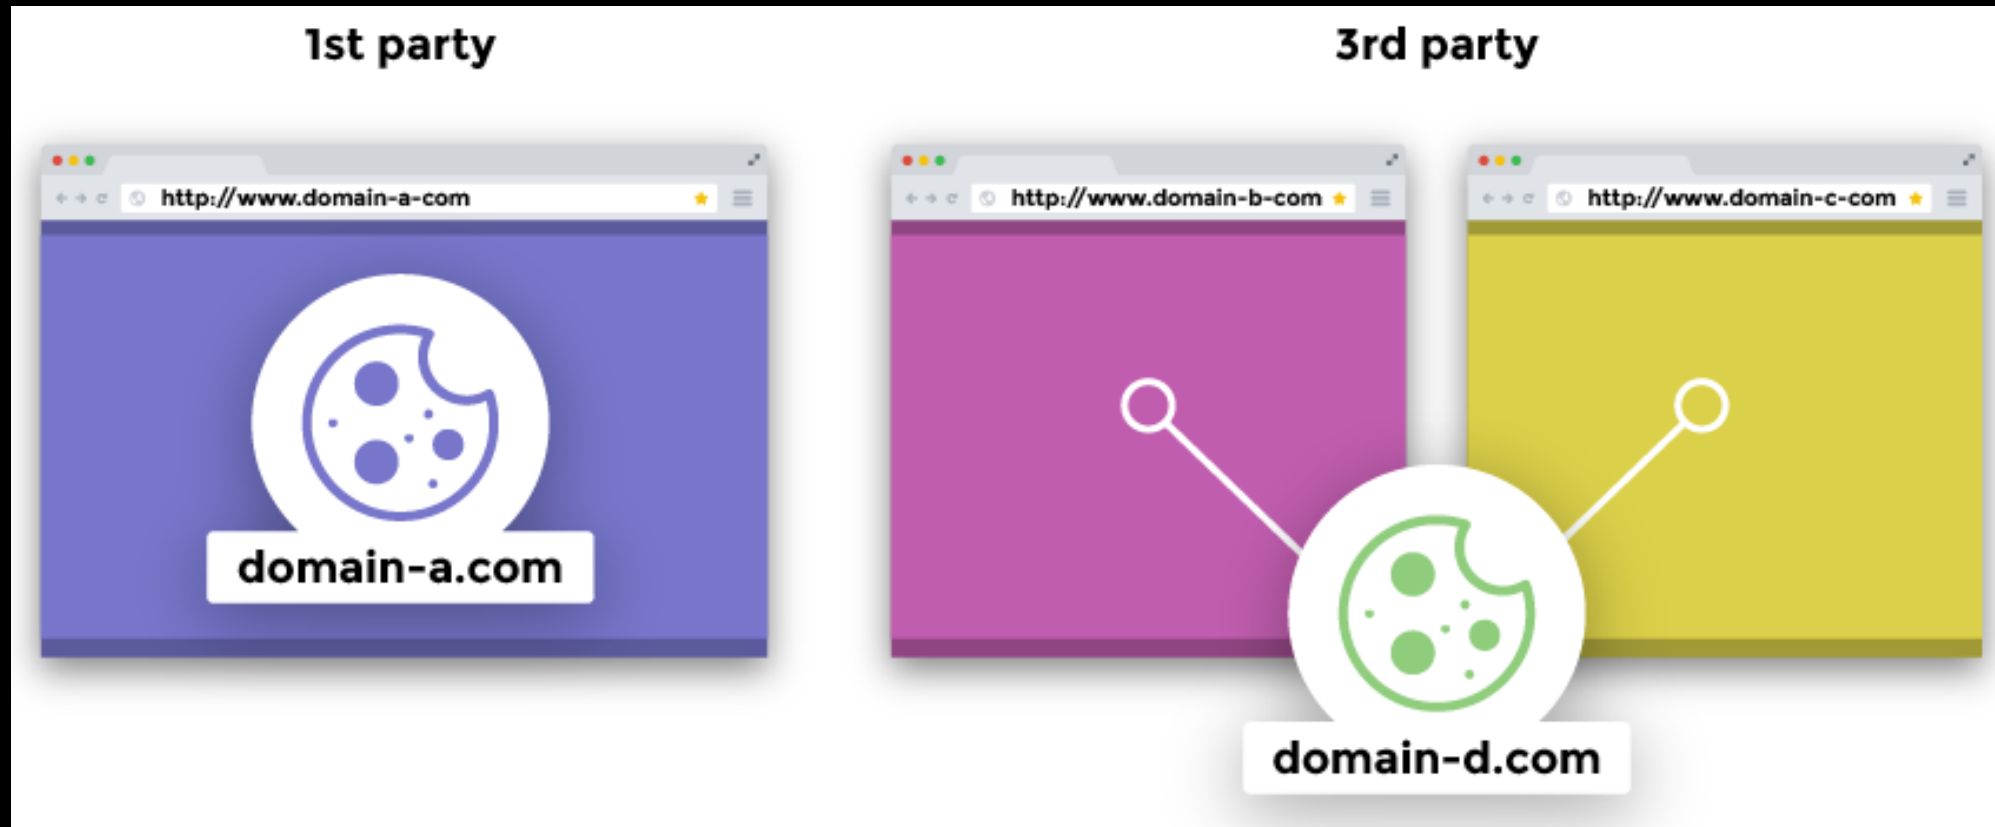 1st party
3rd party
http://www.domain-a-com
http://www.domain-b-com
http://www.domain-c-com
domain-a.com
domain-d.com